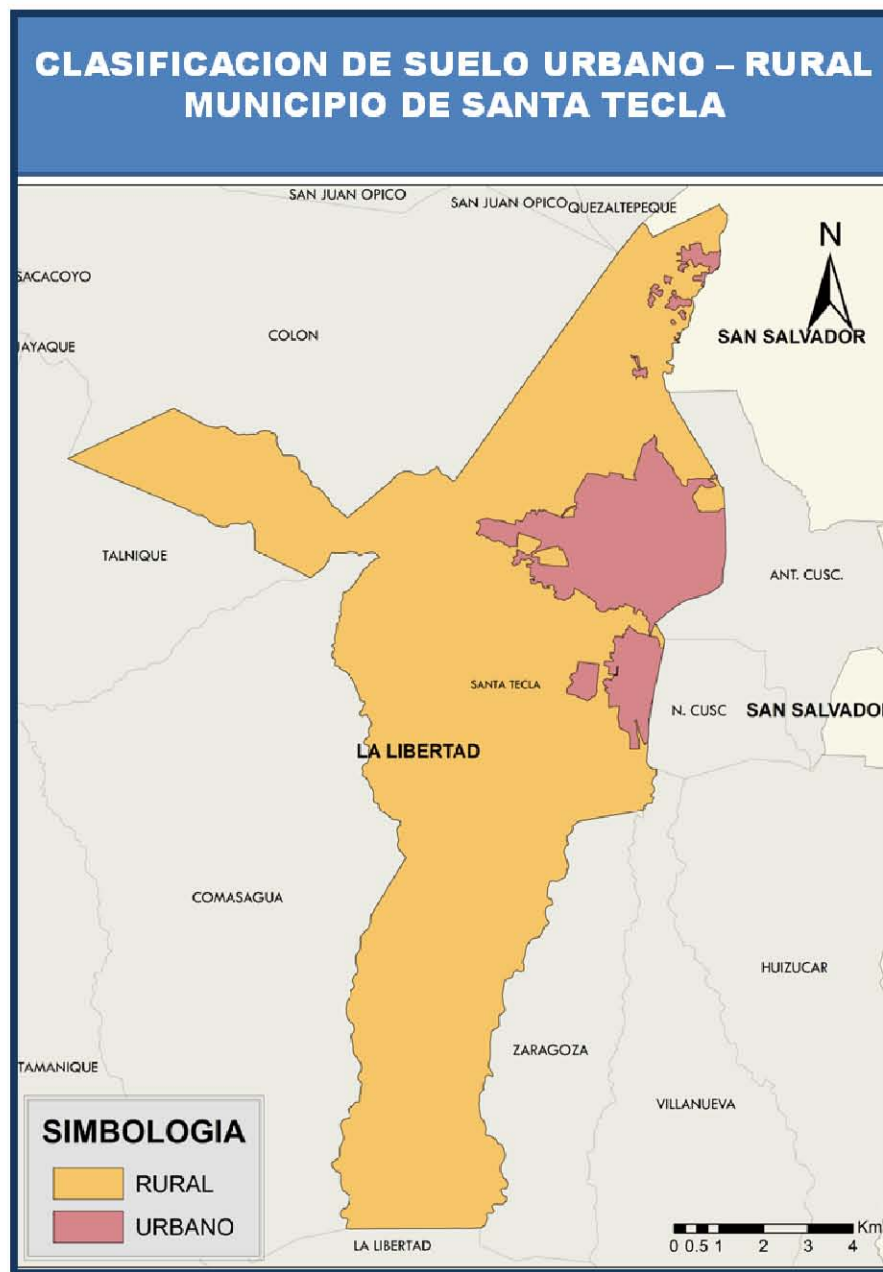 CLASIFICACION DE SUELO URBANO – RURAL
MUNICIPIO DE SANTA TECLA
SAN JUAN OPICO
SAN JUAN OPICO
QUEZALTEPEQUE
N
SACACOYO
COLON
JAYAQUE
SAN SALVADOR
TALNIQUE
ANT. CUSC.
SANTA TECLA
N. CUSC
SAN SALVADOR
LA LIBERTAD
COMASAGUA
HUIZUCAR
ZARAGOZA
TAMANIQUE
VILLANUEVA
SIMBOLOGIA
RURAL
URBANO
LA LIBERTAD
Km
0 0.5 1 2 3 4